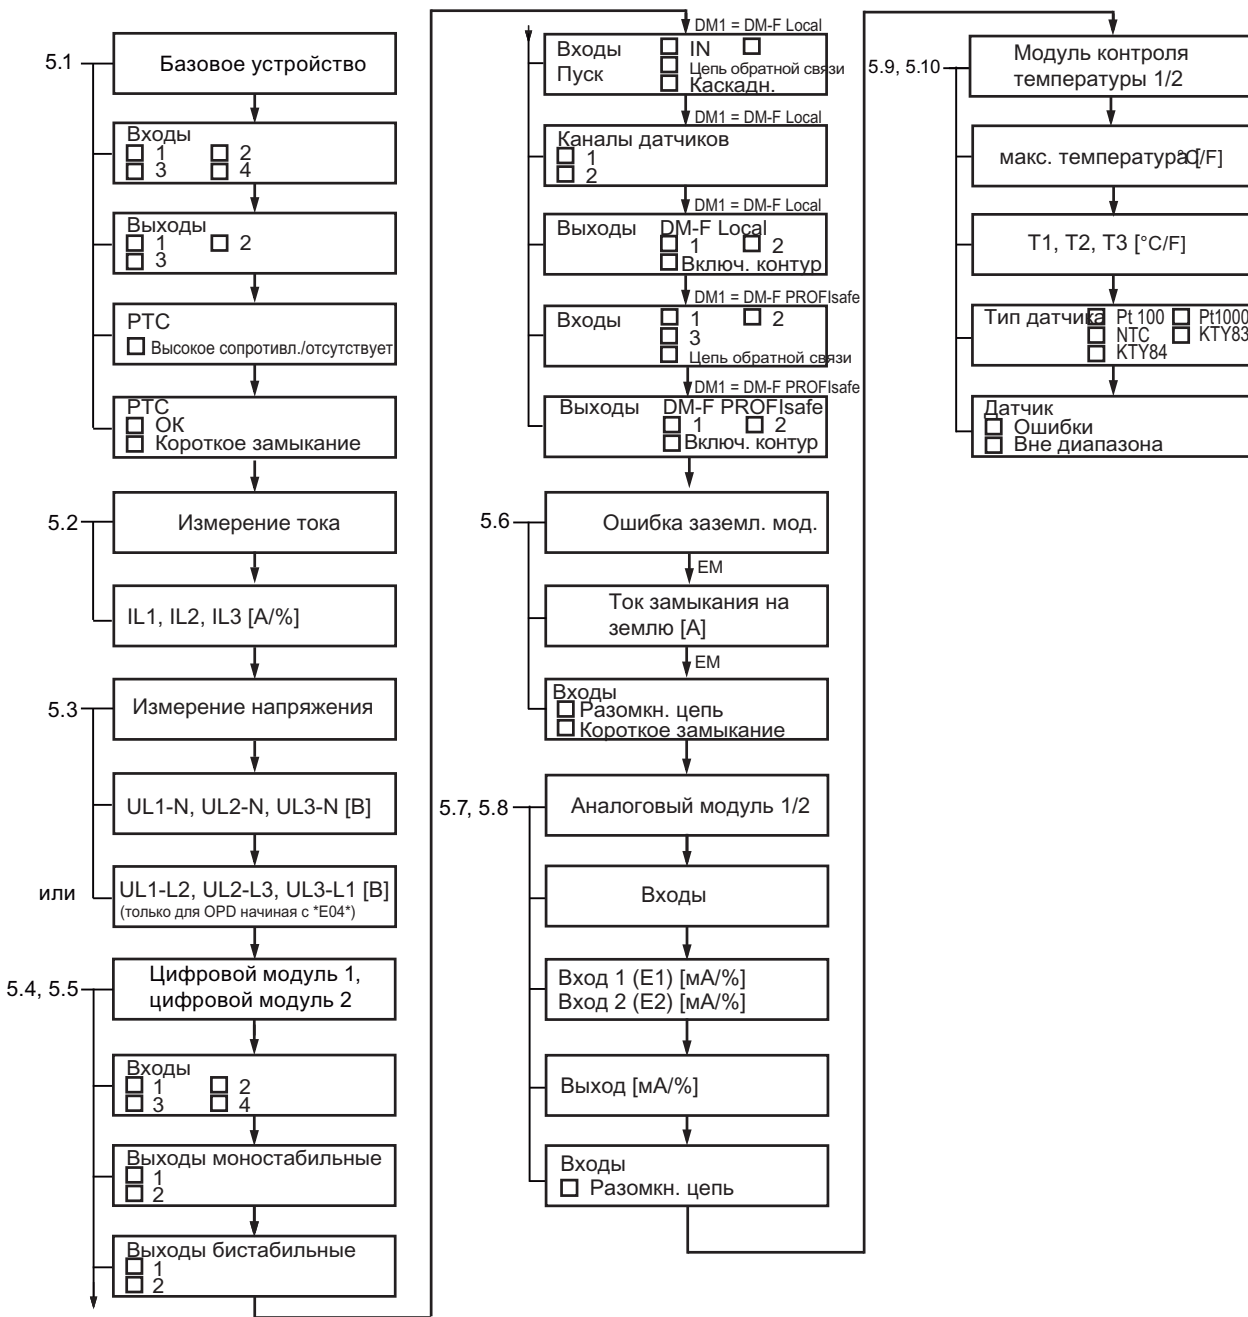 5.1
Базовое устройство
Входы
1 2
3 4
Выходы
1 2
3
PTC
Высокое сопротивл./отсутствует
PTC
ОК
Короткое замыкание
5.2
Измерение тока
IL1, IL2, IL3 [A/%]
5.3
Измерение напряжения
UL1-N, UL2-N, UL3-N [B]
или
UL1-L2, UL2-L3, UL3-L1 [B]
(только для OPD начиная с *E04*)
5.4, 5.5
Цифровой модуль 1,
цифровой модуль 2
Входы
1 2
3 4
Выходы моностабильные
1
2
Выходы бистабильные
1
2
DM1 = DM-F Local
Входы IN
Пуск Цепь обратной связи
Каскадн.
DM1 = DM-F Local
Каналы датчиков
1
2
DM1 = DM-F Local
Выходы DM-F Local
1 2
Включ. контур
DM1 = DM-F PROFIsafe
Входы 1 2
3
Цепь обратной связи
DM1 = DM-F PROFIsafe
Выходы DM-F PROFIsafe
1 2
Включ. контур
5.6
Ошибка заземл. мод.
EM
Ток замыкания на
землю [A]
EM
Входы
Разомкн. цепь
Короткое замыкание
5.7, 5.8
Аналоговый модуль 1/2
Входы
Вход 1 (E1) [мА/%]
Вход 2 (E2) [мА/%]
Выход [мА/%]
Входы
Разомкн. цепь
5.9, 5.10
Модуль контроля
температуры 1/2
макс. температура [°C/F]
T1, T2, T3 [°C/F]
Тип датчика Pt 100 Pt1000
NTC KTY83
KTY84
Датчик
Ошибки
Вне диапазона